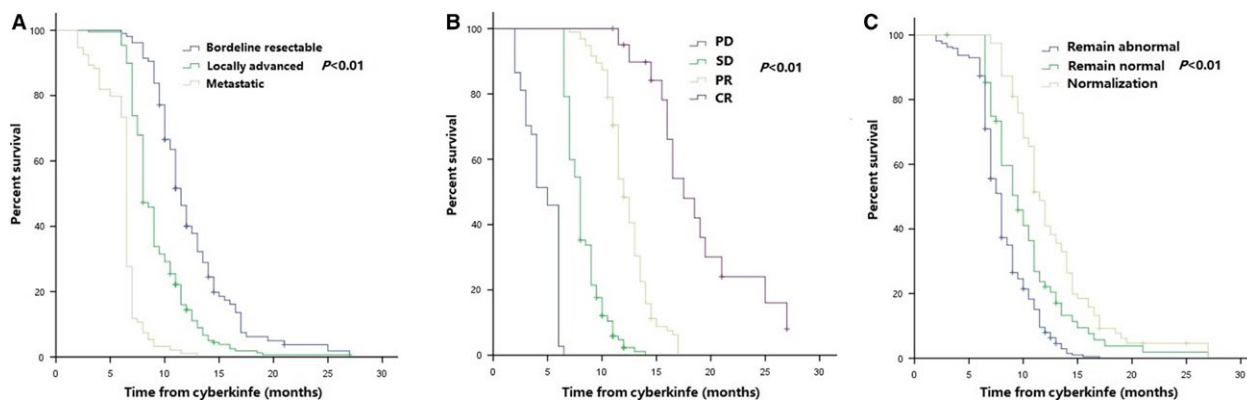 A
100
80
60
40
20
0
0 5 10 15 20 25 30
Percent survival
Time from cyberkinfe (months)
Bordeline resectable
Locally advanced
Metastatic
P<0.01
B
100
80
60
40
20
0
0 5 10 15 20 25 30
Percent survival
Time from cyberkinfe (months)
PD
SD
PR
CR
P<0.01
C
100
80
60
40
20
0
0 5 10 15 20 25 30
Percent survival
Time from cyberkinfe (months)
Remain abnormal
Remain normal P<0.01
Normalization